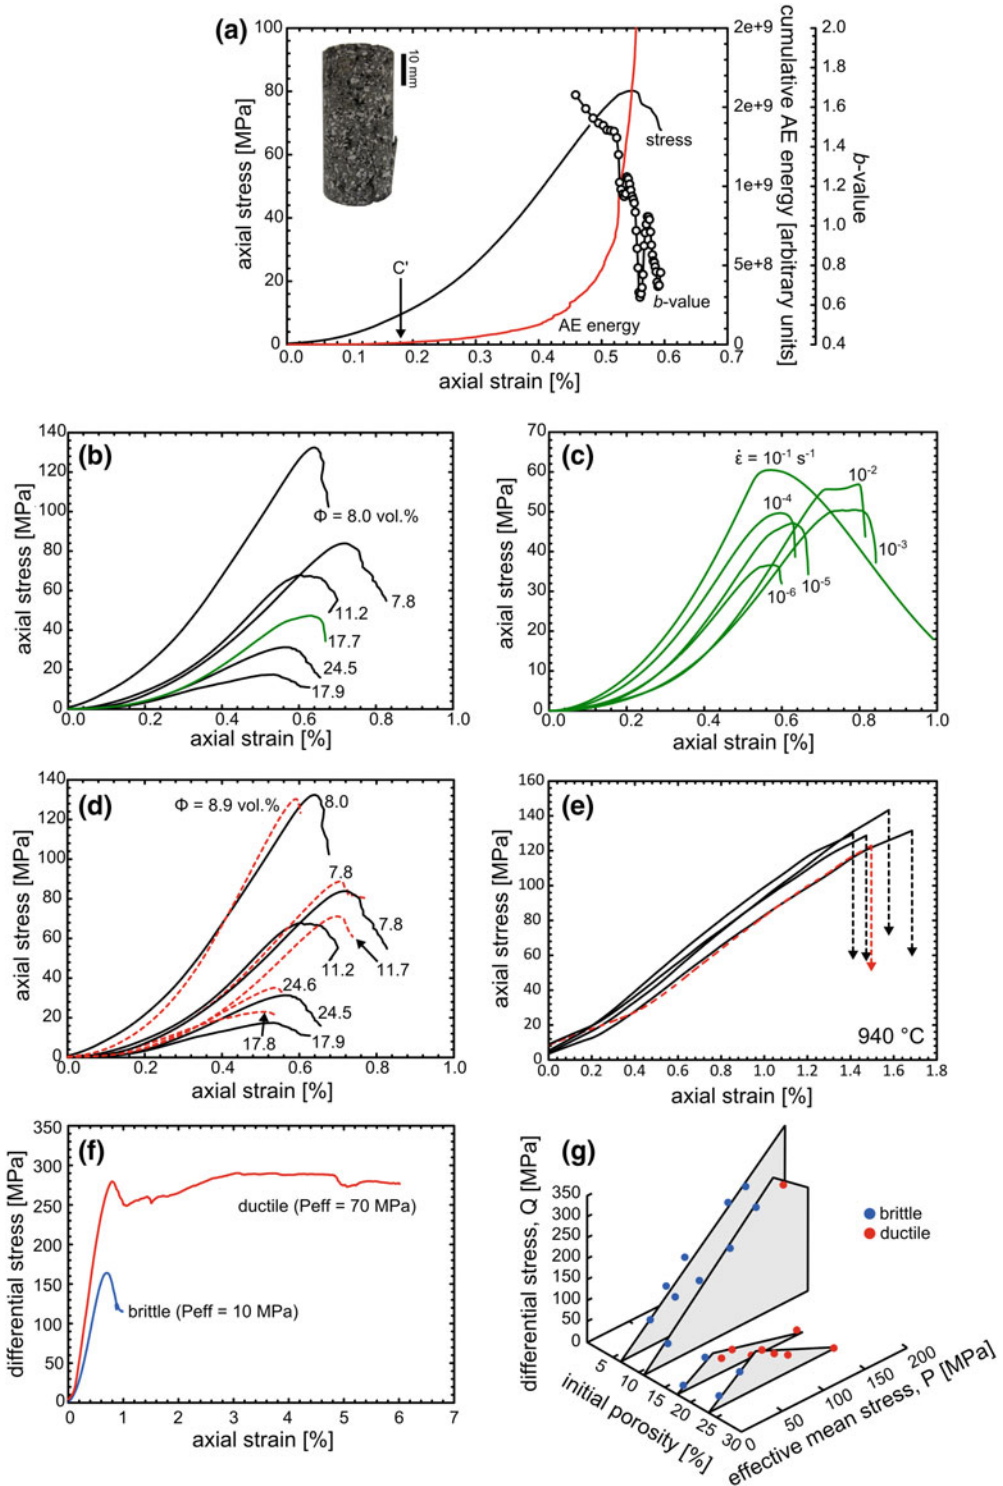 (a)
10 mm
C'
stress
b-value
AE energy
100
80
60
40
20
0
axial stress [MPa]
0.0 0.1 0.2 0.3 0.4 0.5 0.6 0.7
axial strain [%]
2e+9
2e+9
1e+9
5e+8
0
cumulative AE energy [arbitrary units]
2.0
1.8
1.6
1.4
1.2
1.0
0.8
0.6
0.4
b-value
(b)
140
120
100
80
60
40
20
0
axial stress [MPa]
Φ = 8.0 vol.%
7.8
11.2
17.7
24.5
17.9
0.0 0.2 0.4 0.6 0.8 1.0
axial strain [%]
(c)
70
60
50
40
30
20
10
0
axial stress [MPa]
ε̇ = 10-1 s-1
10-2
10-4
10-3
10-5
10-6
0.0 0.2 0.4 0.6 0.8 1.0
axial strain [%]
(d)
140
120
100
80
60
40
20
0
axial stress [MPa]
Φ = 8.9 vol.%
8.0
7.8
7.8
11.2
11.7
24.6
24.5
17.8
17.9
0.0 0.2 0.4 0.6 0.8 1.0
axial strain [%]
(e)
160
140
120
100
80
60
40
20
0
axial stress [MPa]
940 °C
0.0 0.2 0.4 0.6 0.8 1.0 1.2 1.4 1.6 1.8
axial strain [%]
(f)
350
300
250
200
150
100
50
0
differential stress [MPa]
ductile (Peff = 70 MPa)
brittle (Peff = 10 MPa)
0 1 2 3 4 5 6 7
axial strain [%]
(g)
350
300
250
200
150
100
50
0
differential stress, Q [MPa]
brittle
ductile
5 10 15 20 25 30
initial porosity [%]
0 50 100 150 200
effective mean stress, P [MPa]